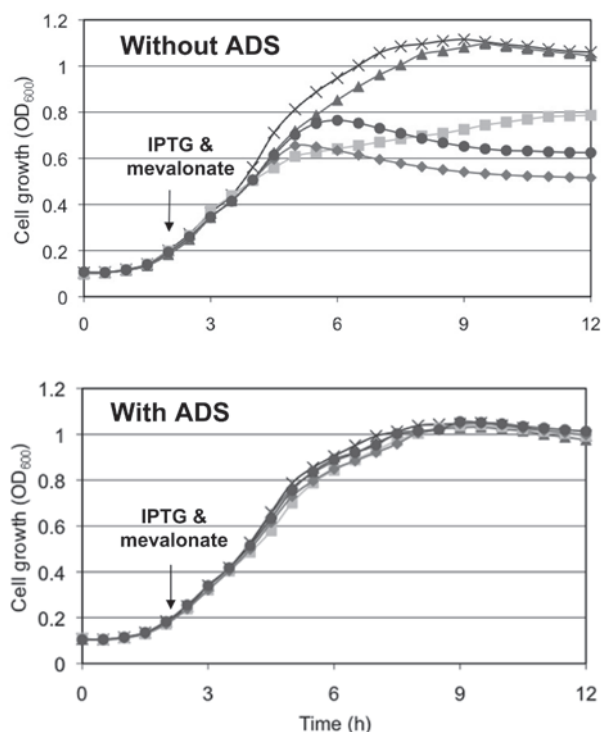 Without ADS
1.2
1
0.8
0.6
0.4
0.2
0
Cell growth (OD600)
IPTG &
mevalonate
0 3 6 9 12
With ADS
1.2
1
0.8
0.6
0.4
0.2
0
Cell growth (OD600)
IPTG &
mevalonate
0 3 6 9 12
Time (h)